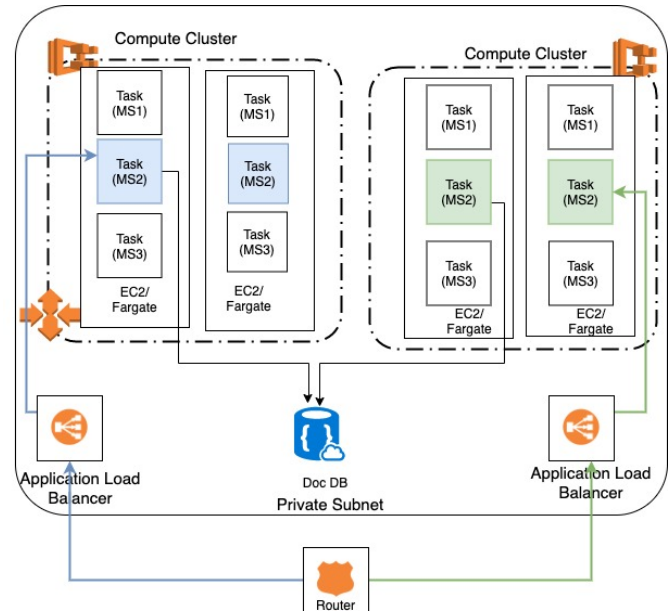 Compute Cluster
Task
(MS1)
Task
(MS2)
Task
(MS3)
EC2/
Fargate
Task
(MS1)
Task
(MS2)
Task
(MS3)
EC2/
Fargate
Compute Cluster
Task
(MS1)
Task
(MS2)
Task
(MS3)
EC2/
Fargate
Task
(MS1)
Task
(MS2)
Task
(MS3)
EC2/
Fargate
Application Load
Balancer
{ }
Doc DB
Private Subnet
Application Load
Balancer
Router